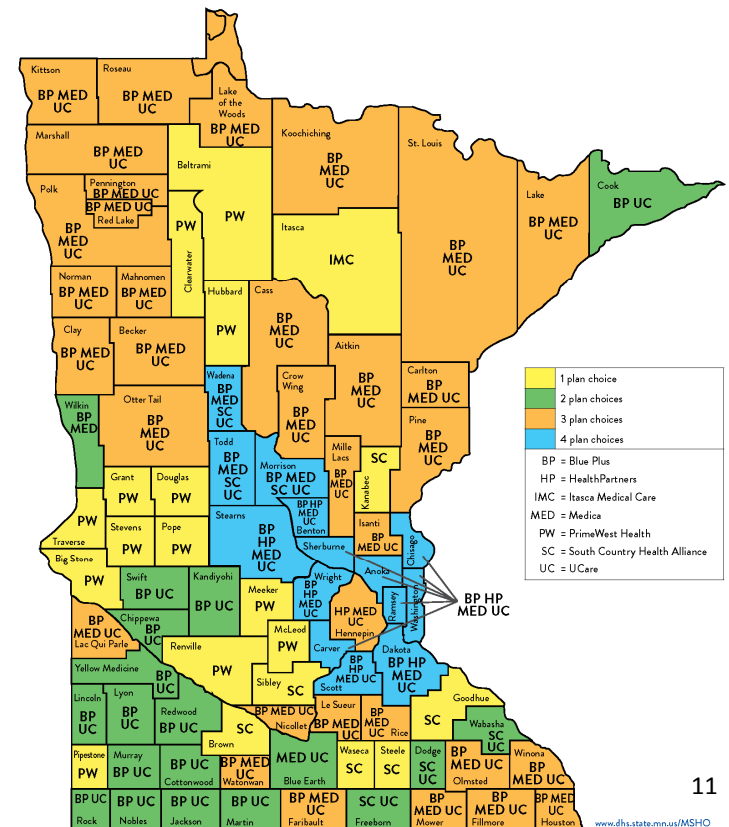 Kittson
BP MED
UC
Roseau
BP MED
UC
Lake
of the
Woods
BP MED
UC
Koochiching
BP
MED
UC
St. Louis
BP
MED
UC
Lake
BP MED
UC
Cook
BP UC
Marshall
BP MED
UC
Beltrami
PW
Polk
BP
MED
UC
Pennington
BP MED UC
BP MED UC
Red Lake
PW
Clearwater
Itasca
IMC
Norman
BP MED
UC
Mahnomen
BP MED
UC
Hubbard
PW
Cass
BP
MED
UC
Clay
BP MED
UC
Becker
BP MED
UC
Aitkin
BP
MED
UC
Wadena
BP
MED
SC
UC
Crow
Wing
BP
MED
UC
Carlton
BP
MED UC
Wilkin
BP
MED
Otter Tail
BP
MED
UC
Pine
BP
MED UC
Todd
BP
MED
SC
UC
Morrison
BP MED
SC UC
Mille
Lacs
BP
MED
UC
SC
Kanabec
Grant
PW
Douglas
PW
PW
Traverse
Stevens
PW
Pope
PW
Stearns
BP
HP
MED
UC
BP HP
MED
UC
Benton
Isanti
BP
MED UC
Chisago
Sherburne
Big Stone
PW
Swift
BP UC
Kandiyohi
BP UC
Meeker
PW
Wright
BP
HP
MED
UC
Anoka
Ramsey
Washington
BP HP
MED UC
HP MED
UC
Hennepin
BP
MED UC
Lac Qui Parle
Chippewa
BP
UC
Renville
PW
McLeod
PW
Carver
BP
HP
MED UC
Scott
Dakota
BP HP
MED
UC
Yellow Medicine
BP
UC
Sibley
SC
Lincoln
BP
UC
Lyon
BP
UC
Redwood
BP UC
SC
Brown
BP MED UC
Nicollet
Le Sueur
BP MED
UC
BP
MED
UC
Rice
Goodhue
SC
Wabasha
SC
UC
Pipestone
PW
Murray
BP UC
BP UC
Cottonwood
BP MED
UC
Watonwan
MED UC
Blue Earth
Waseca
SC
Steele
SC
Dodge
SC
UC
BP
MED UC
Olmsted
Winona
BP MED
UC
BP UC
Rock
BP UC
Nobles
BP UC
Jackson
BP UC
Martin
BP MED
UC
Faribault
SC UC
Freeborn
BP
MED UC
Mower
BP MED
UC
Fillmore
BP MED
UC
Houston
1 plan choice
2 plan choices
3 plan choices
4 plan choices
BP = Blue Plus
HP = HealthPartners
IMC = Itasca Medical Care
MED = Medica
PW = PrimeWest Health
SC = South Country Health Alliance
UC = UCare
11
www.dhs.state.mn.us/MSHO